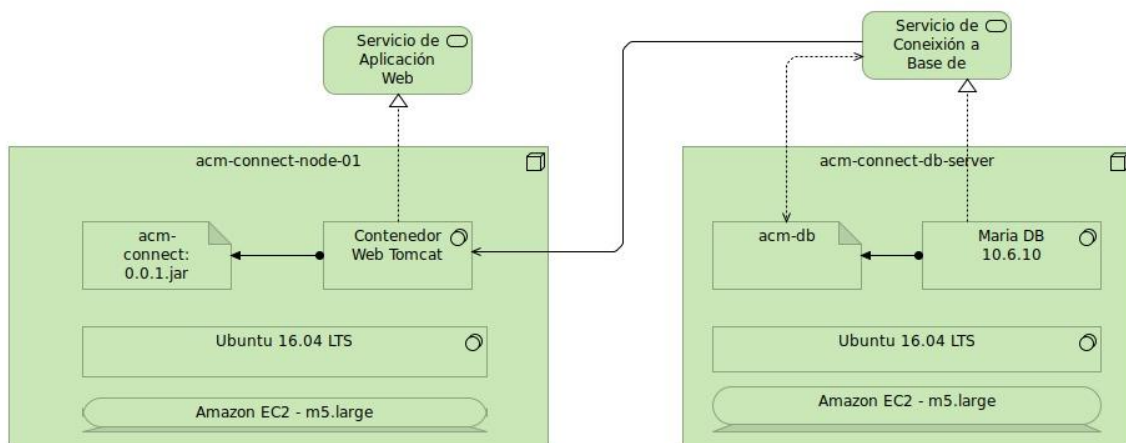 Servicio de
Aplicación
Web
Servicio de
Coneixión a
Base de
acm-connect-node-01
acm-connect-db-server
acm-
connect:
0.0.1.jar
Contenedor
Web Tomcat
acm-db
Maria DB
10.6.10
Ubuntu 16.04 LTS
Ubuntu 16.04 LTS
Amazon EC2 - m5.large
Amazon EC2 - m5.large